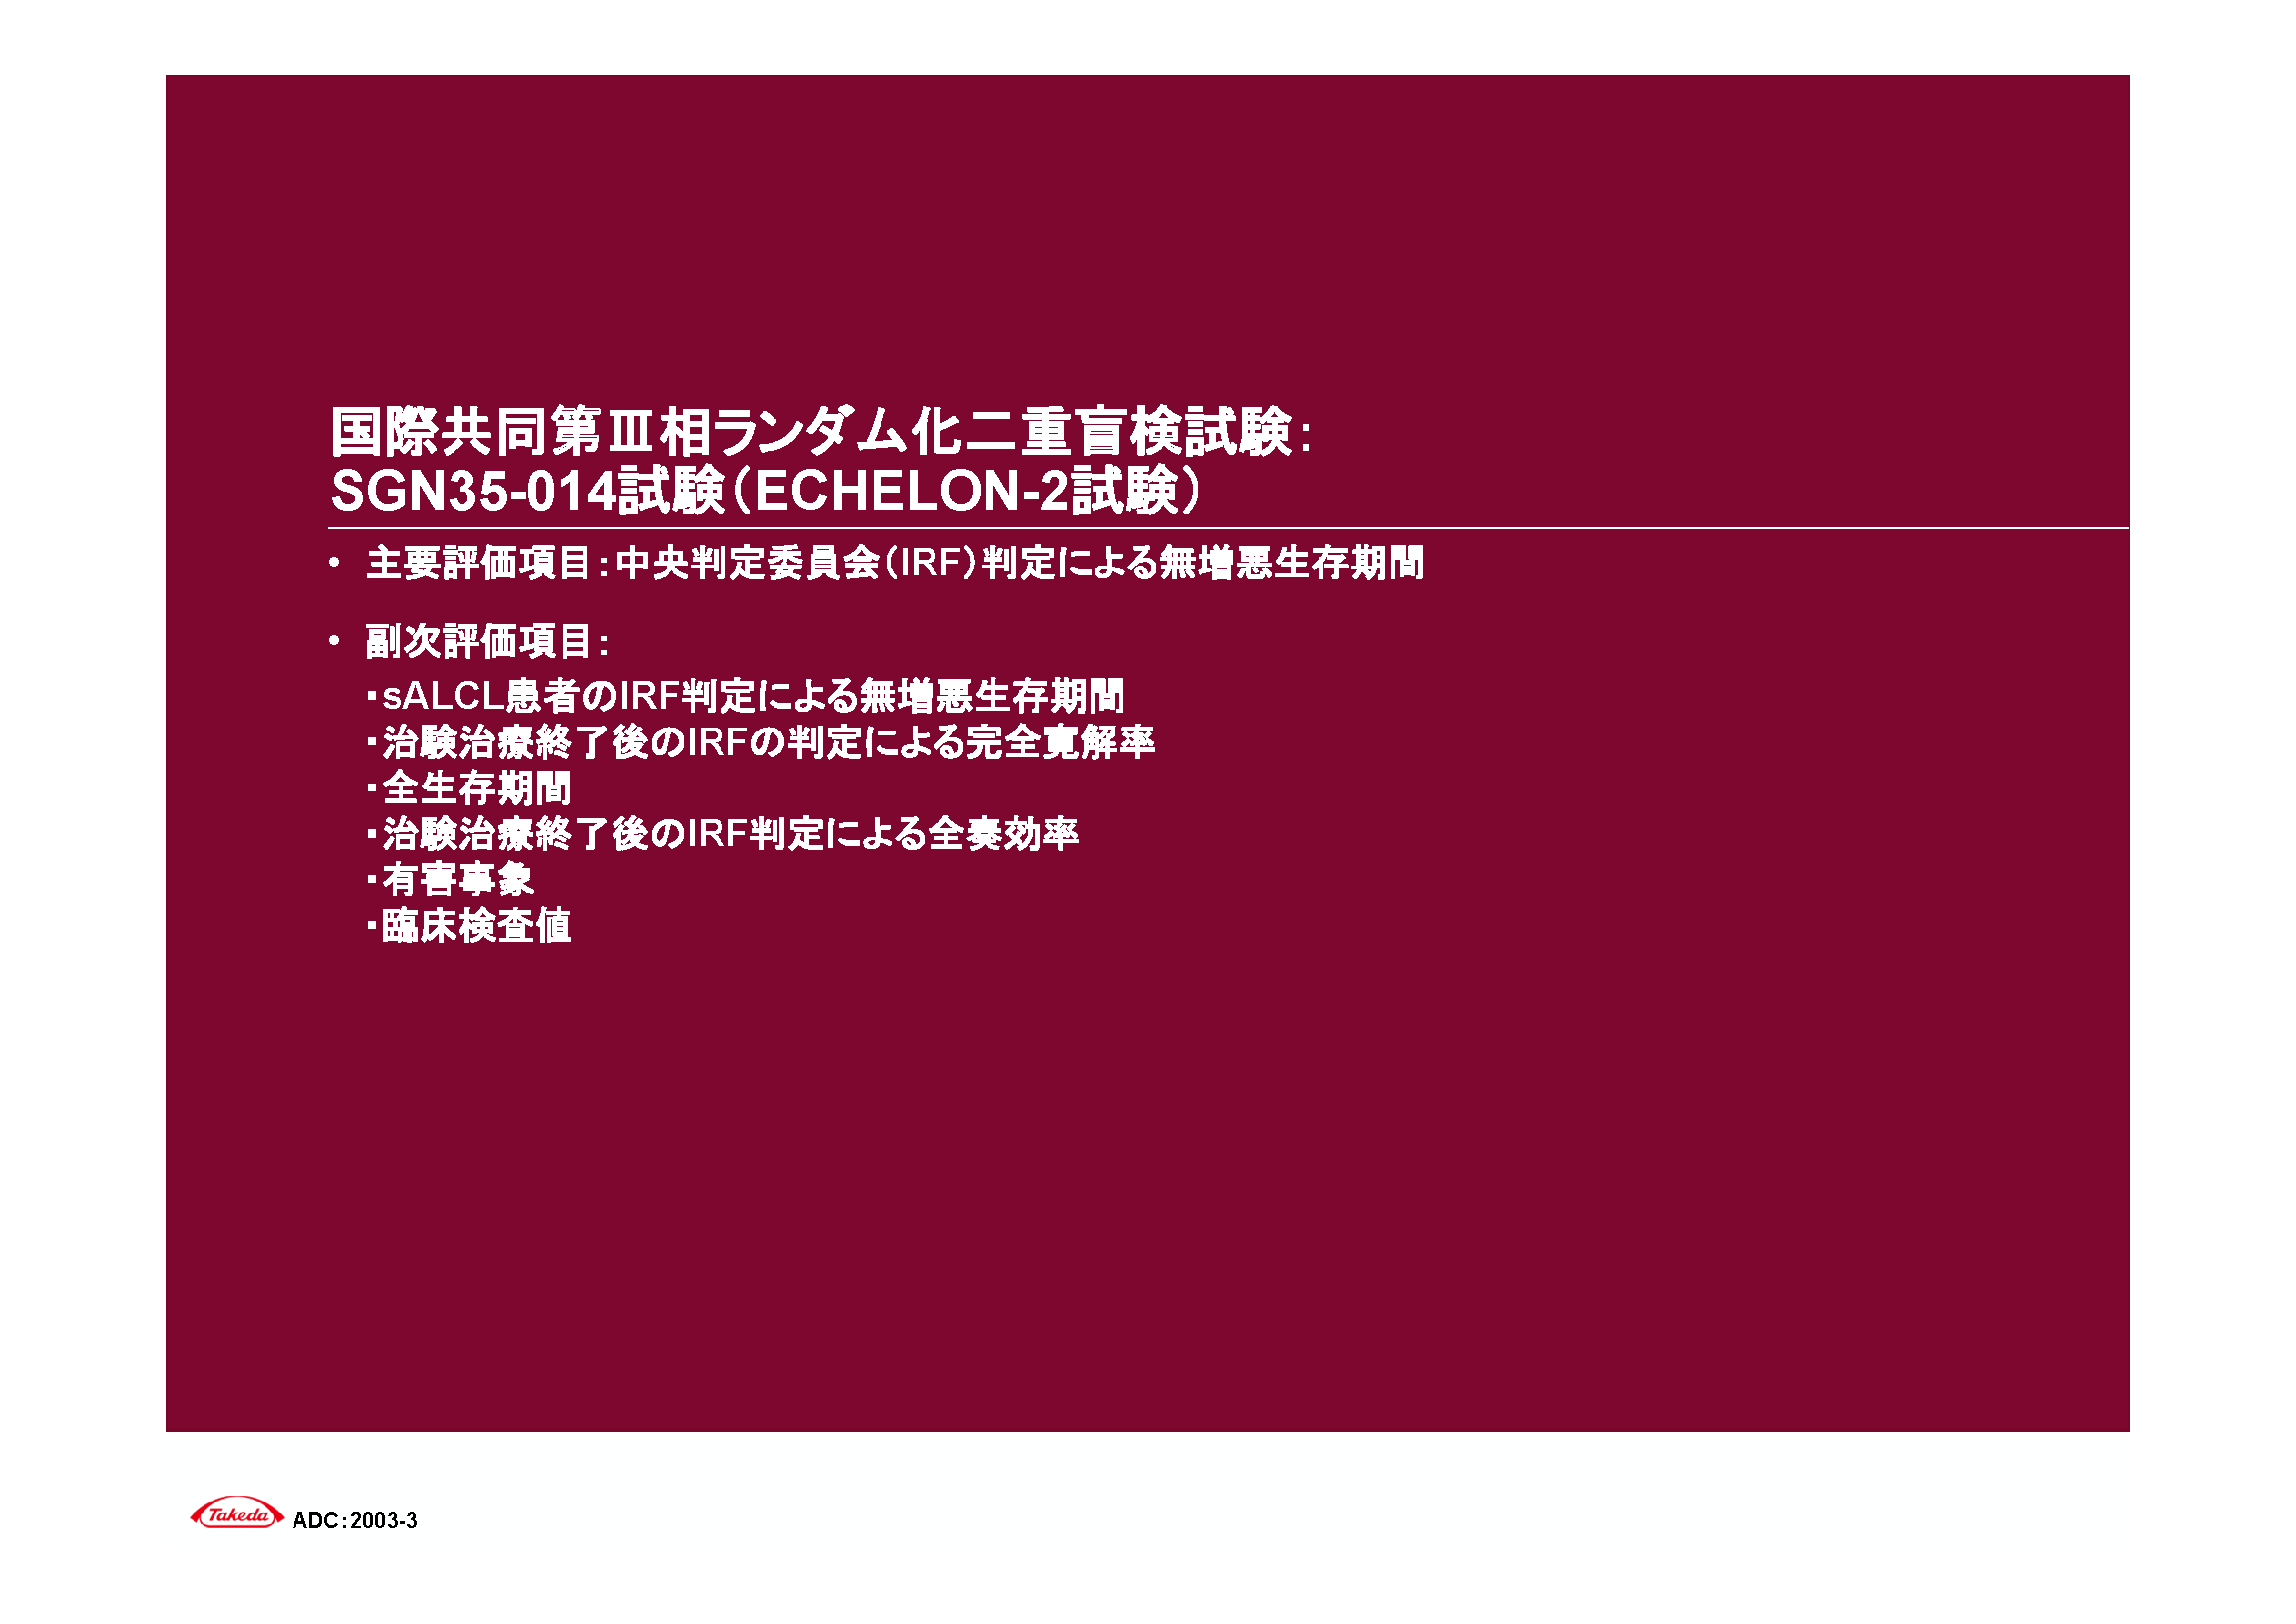 国際共同第Ⅲ相ランダム化二重盲検試験：
SGN35-014試験（ECHELON-2試験）
• 主要評価項目：中央判定委員会（IRF）判定による無増悪生存期間
• 副次評価項目：
・sALCL患者のIRF判定による無増悪生存期間
・治験治療終了後のIRFの判定による完全寛解率
・全生存期間
・治験治療終了後のIRF判定による全奏効率
・有害事象
・臨床検査値
Takeda ADC：2003-3